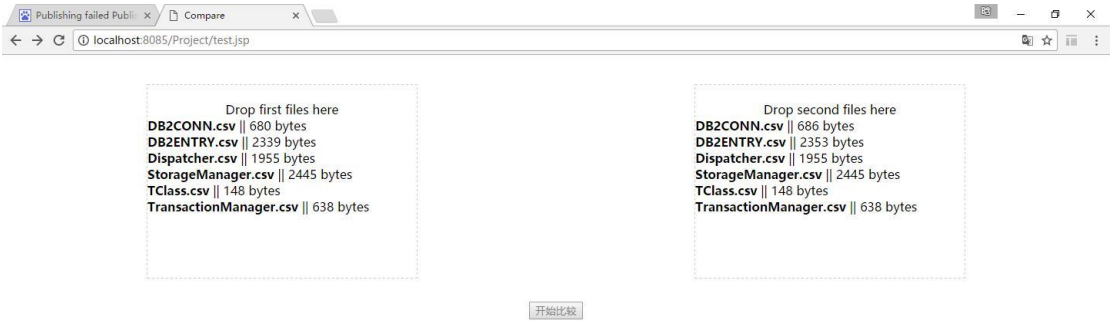 Publishing failed Publi
Compare
localhost:8085/Project/test.jsp
Drop first files here
DB2CONN.csv || 680 bytes
DB2ENTRY.csv || 2339 bytes
Dispatcher.csv || 1955 bytes
StorageManager.csv || 2445 bytes
TClass.csv || 148 bytes
TransactionManager.csv || 638 bytes
Drop second files here
DB2CONN.csv || 686 bytes
DB2ENTRY.csv || 2353 bytes
Dispatcher.csv || 1955 bytes
StorageManager.csv || 2445 bytes
TClass.csv || 148 bytes
TransactionManager.csv || 638 bytes
开始比较